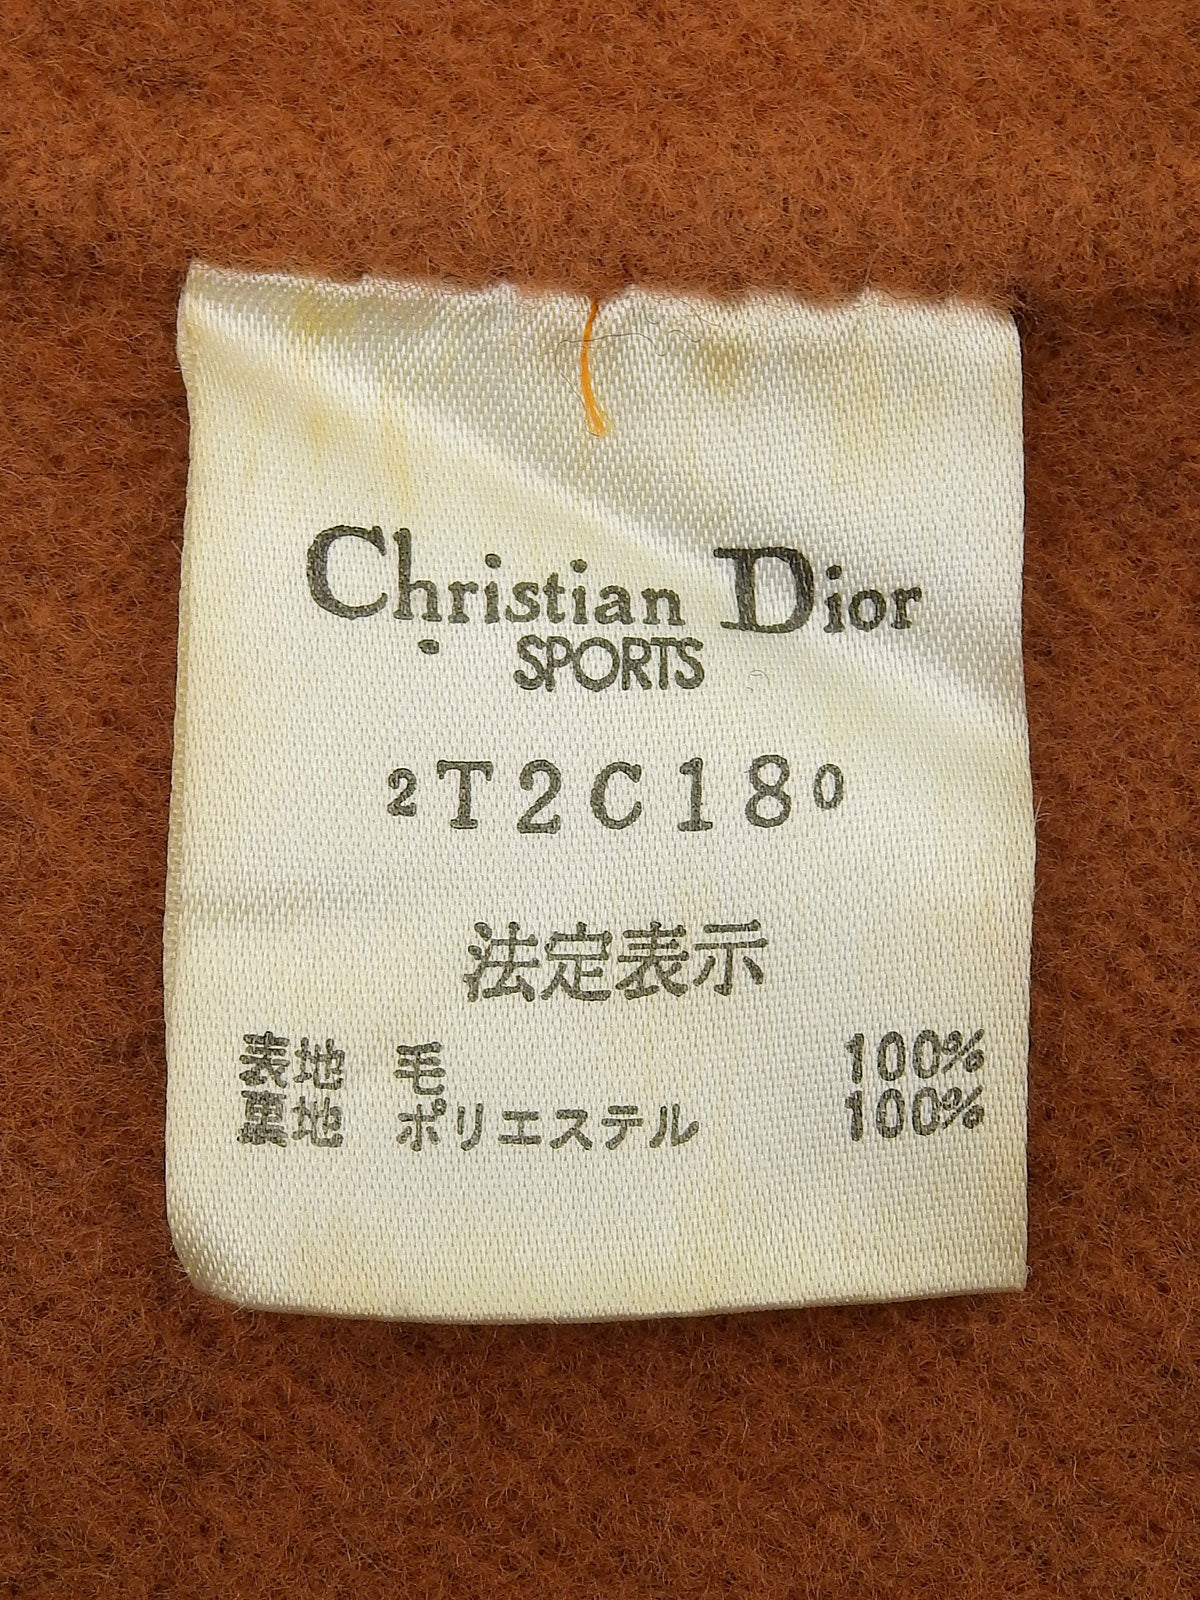 Christian Dior
SPORTS
2T2C180
法定表示
表地 毛 100%
裏地 ポリエステル 100%